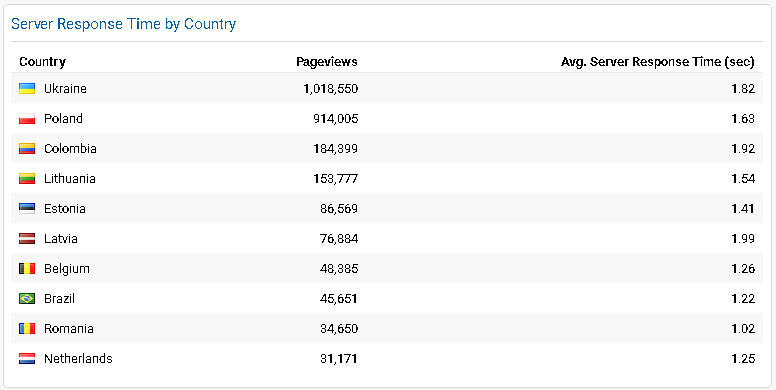 Server Response Time by Country
Country Pageviews Avg. Server Response Time (sec)
Ukraine 1,018,550 1.82
Poland 914,005 1.63
Colombia 184,399 1.92
Lithuania 153,777 1.54
Estonia 86,569 1.41
Latvia 76,884 1.99
Belgium 48,385 1.26
Brazil 45,651 1.22
Romania 34,650 1.02
Netherlands 31,171 1.25